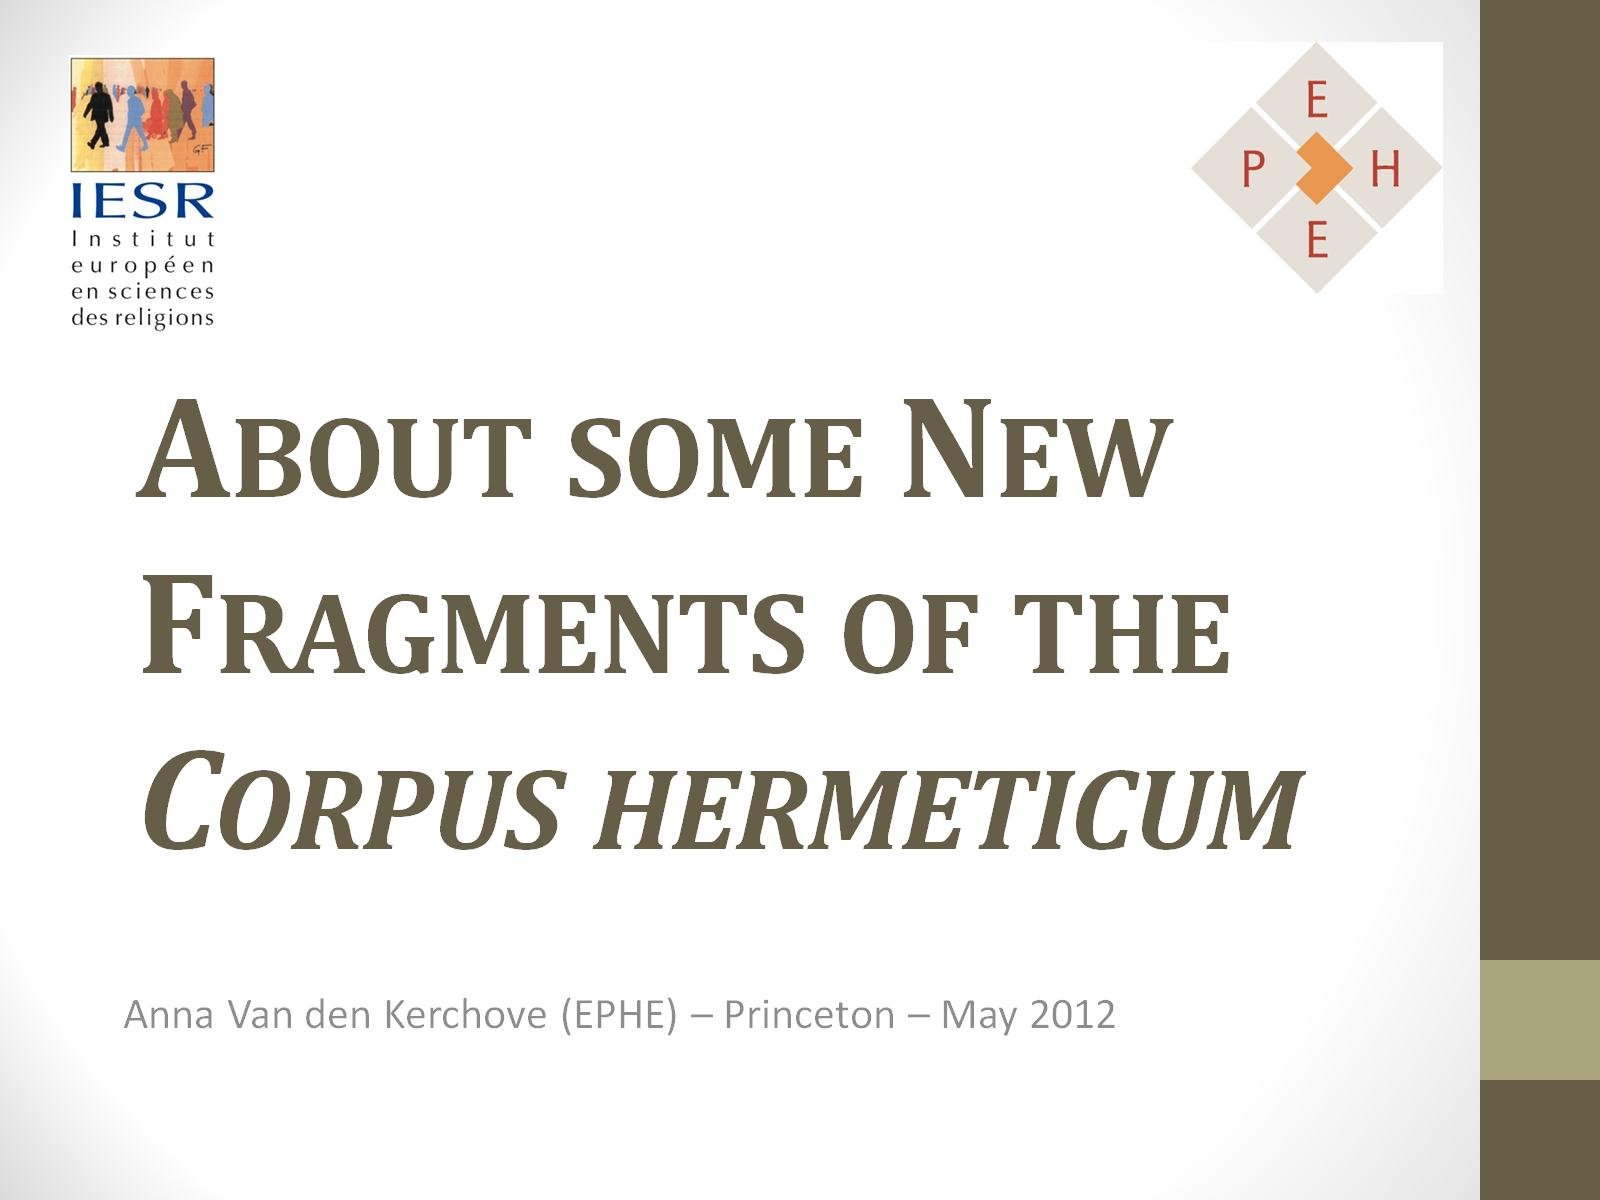 IESR
Institut
européen
en sciences
des religions
E
P H
E
ABOUT SOME NEW
FRAGMENTS OF THE
CORPUS HERMETICUM
Anna Van den Kerchove (EPHE) – Princeton – May 2012